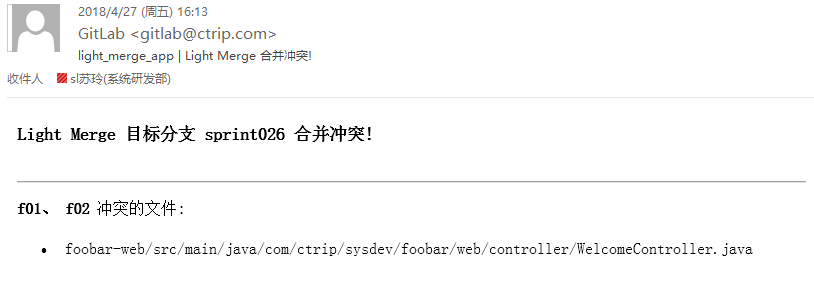 2018/4/27 (周五) 16:13
GitLab <gitlab@ctrip.com>
light_merge_app | Light Merge 合并冲突!
收件人 sl苏玲(系统研发部)
Light Merge 目标分支 sprint026 合并冲突!
f01、 f02 冲突的文件:
• foobar-web/src/main/java/com/ctrip/sysdev/foobar/web/controller/WelcomeController.java